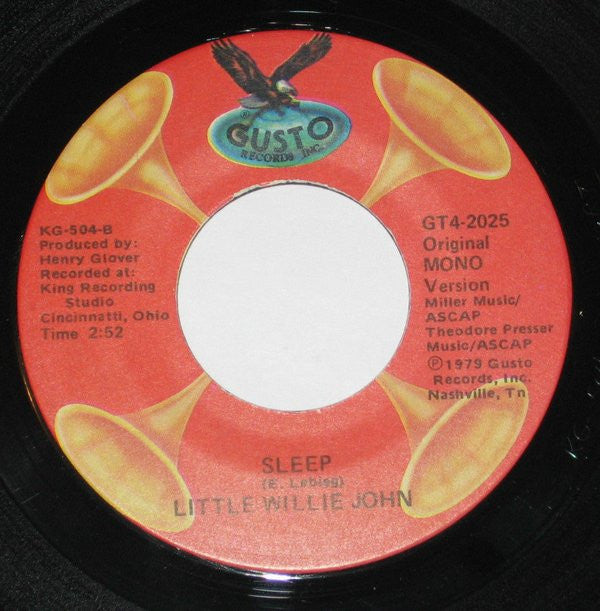 ®
GUSTO
RECORDS INC.
KG-504-B
Produced by:
Henry Glover
Recorded at:
King Recording
Studio
Cincinnatti, Ohio
Time 2:52
GT4-2025
Original
MONO
Version
Miller Music/
ASCAP
Theodore Presser
Music/ASCAP
Ⓟ1979 Gusto
Records, Inc.
Nashville, Tn
SLEEP
(E. Lebisg)
LITTLE WILLIE JOHN